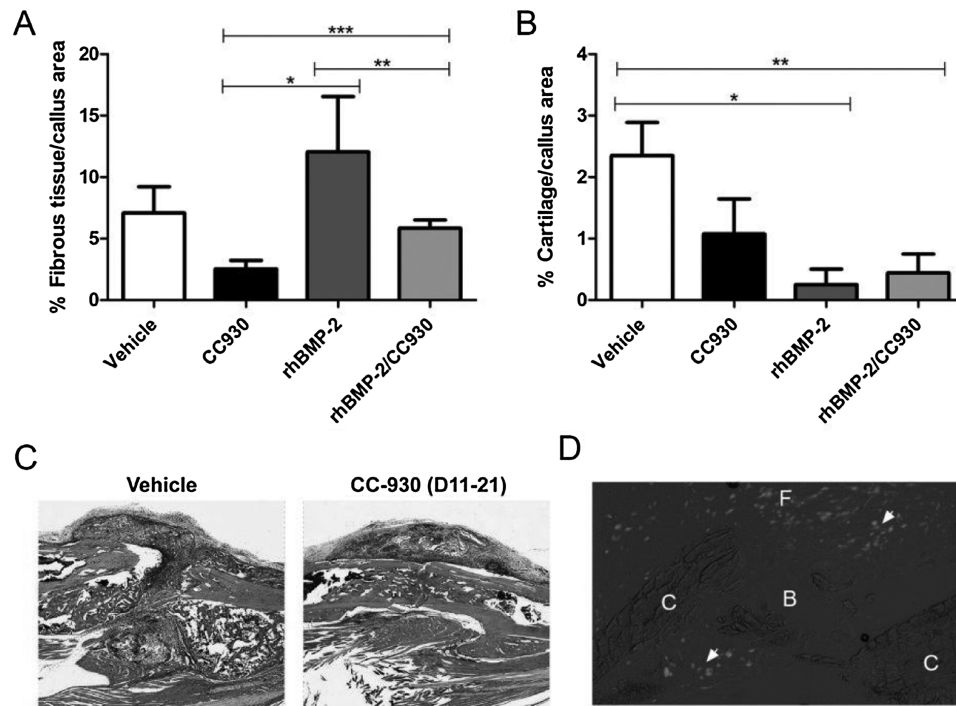 A
% Fibrous tissue/callus area
20
15
10
5
0
***
**
*
Vehicle
CC930
rhBMP-2
rhBMP-2/CC930
B
% Cartilage/callus area
4
3
2
1
0
**
*
Vehicle
CC930
rhBMP-2
rhBMP-2/CC930
C
Vehicle
CC-930 (D11-21)
D
F
C
B
C